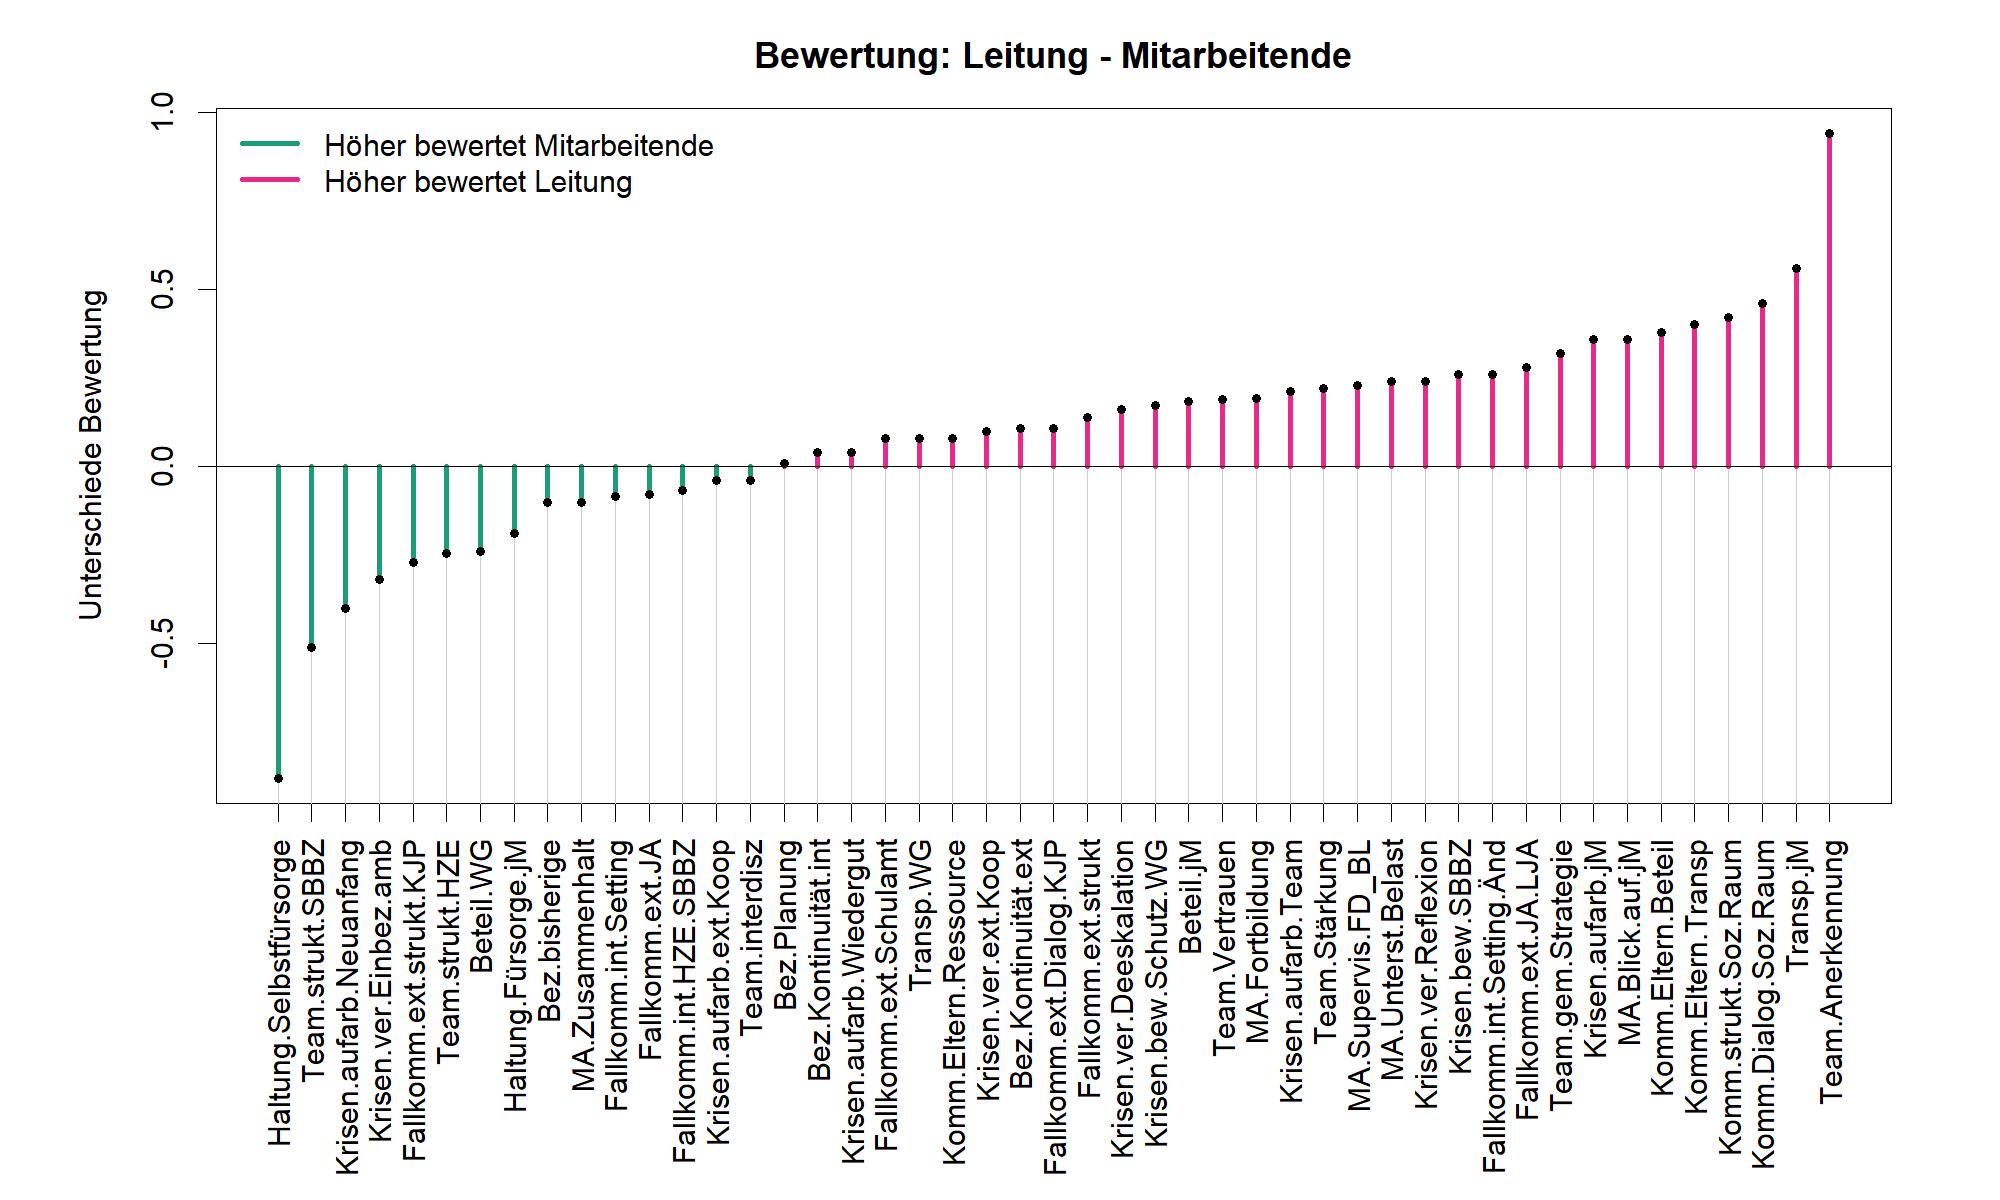 Bewertung: Leitung - Mitarbeitende
Höher bewertet Mitarbeitende
Höher bewertet Leitung
Unterschiede Bewertung
1.0
0.5
0.0
-0.5
Haltung.Selbstfürsorge
Team.strukt.SBBZ
Krisen.aufarb.Neuanfang
Krisen.ver.Einbez.amb
Fallkomm.ext.strukt.KJP
Team.strukt.HZE
Beteil.WG
Haltung.Fürsorge.jM
Bez.bisherige
MA.Zusammenhalt
Fallkomm.int.Setting
Fallkomm.ext.JA
Fallkomm.int.HZE.SBBZ
Krisen.aufarb.ext.Koop
Team.interdisz
Bez.Planung
Bez.Kontinuität.int
Krisen.aufarb.Wiedergut
Fallkomm.ext.Schulamt
Transp.WG
Komm.Eltern.Ressource
Krisen.ver.ext.Koop
Bez.Kontinuität.ext
Fallkomm.ext.Dialog.KJP
Fallkomm.ext.strukt
Krisen.ver.Deeskalation
Krisen.bew.Schutz.WG
Beteil.jM
Team.Vertrauen
MA.Fortbildung
Krisen.aufarb.Team
Team.Stärkung
MA.Supervis.FD_BL
MA.Unterst.Belast
Krisen.ver.Reflexion
Krisen.bew.SBBZ
Fallkomm.int.Setting.Änd
Fallkomm.ext.JA.LJA
Team.gem.Strategie
Krisen.aufarb.jM
MA.Blick.auf.jM
Komm.Eltern.Beteil
Komm.Eltern.Transp
Komm.strukt.Soz.Raum
Komm.Dialog.Soz.Raum
Transp.jM
Team.Anerkennung